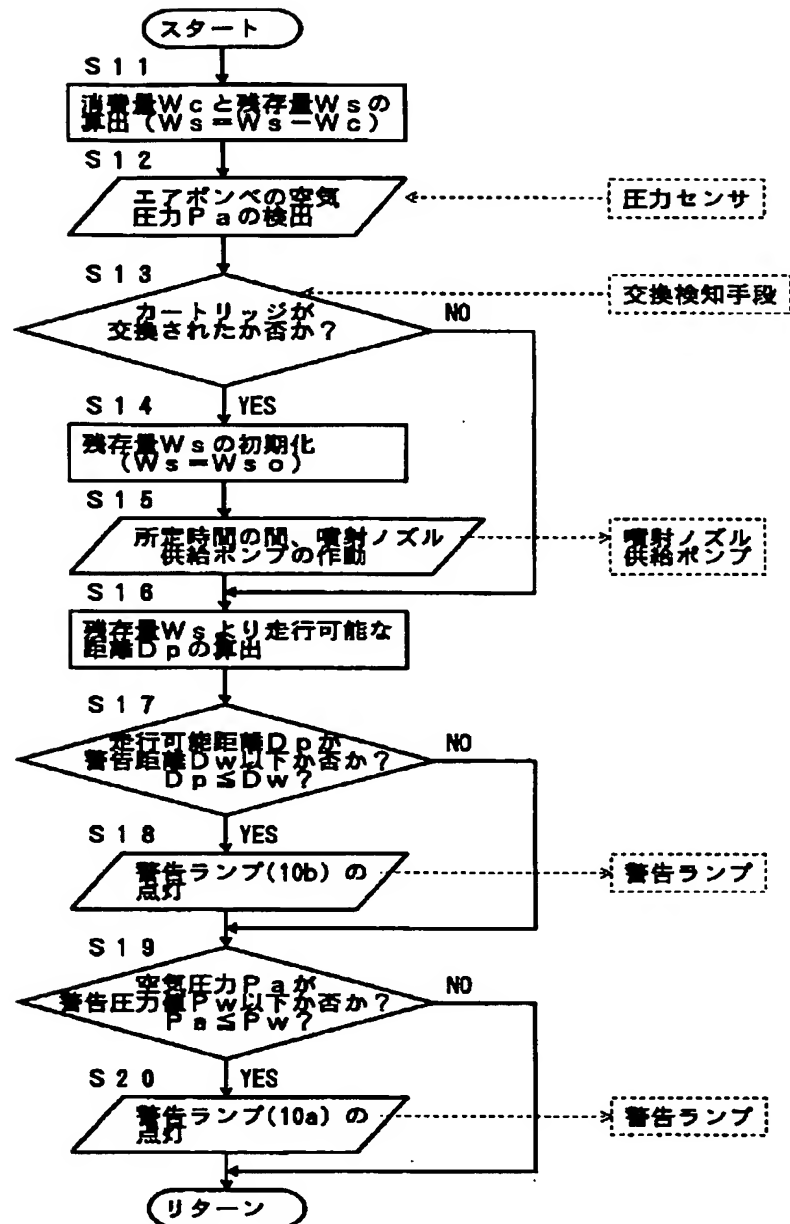 スタート
S11
消費量Wcと残存量Wsの
算出(Ws=Ws-Wc)
S12
エアボンベの空気
圧力Paの検出
圧力センサ
S13
交換検知手段
カートリッジが
交換されたか否か?
NO
S14
YES
残存量Wsの初期化
(Ws=Wso)
S15
所定時間の間、噴射ノズル
供給ポンプの作動
噴射ノズル
供給ポンプ
S16
残存量Wsより走行可能な
距離Dpの算出
S17
走行可能距離Dpが
警告距離Dw以下か否か?
Dp≦Dw?
NO
S18
YES
警告ランプ(10b)の
点灯
警告ランプ
S19
空気圧力Paが
警告圧力値Pw以下か否か?
Pa≦Pw?
NO
S20
YES
警告ランプ(10a)の
点灯
警告ランプ
リターン